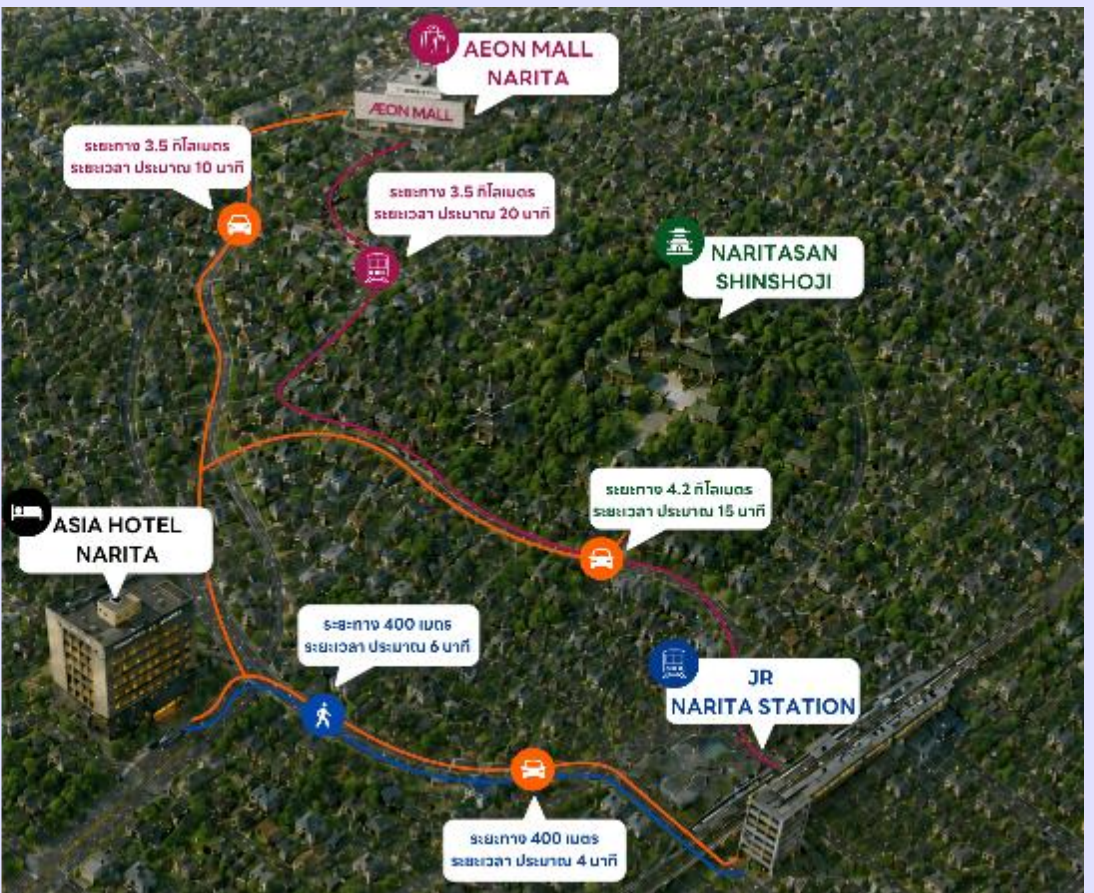 AEON MALL
NARITA
ÆON MALL
ระยะทาง 3.5 กิโลเมตร
ระยะเวลา ประมาณ 10 นาที
ระยะทาง 3.5 กิโลเมตร
ระยะเวลา ประมาณ 20 นาที
NARITASAN
SHINSHOJI
ระยะทาง 4.2 กิโลเมตร
ระยะเวลา ประมาณ 15 นาที
ASIA HOTEL
NARITA
ระยะทาง 400 เมตร
ระยะเวลา ประมาณ 6 นาที
JR
NARITA STATION
ระยะทาง 400 เมตร
ระยะเวลา ประมาณ 4 นาที